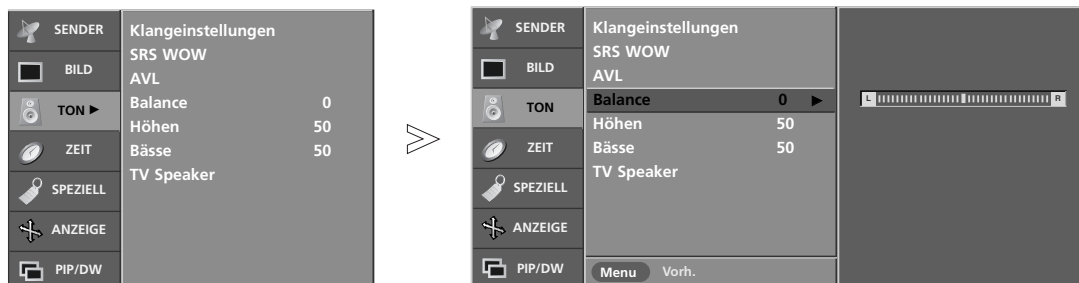 SENDER
BILD
TON ►
ZEIT
SPEZIELL
ANZEIGE
PIP/DW
Klangeinstellungen
SRS WOW
AVL
Balance 0
Höhen 50
Bässe 50
TV Speaker
SENDER
BILD
TON
ZEIT
SPEZIELL
ANZEIGE
PIP/DW
Klangeinstellungen
SRS WOW
AVL
Balance 0 ►
Höhen 50
Bässe 50
TV Speaker
Menu Vorh.
L R